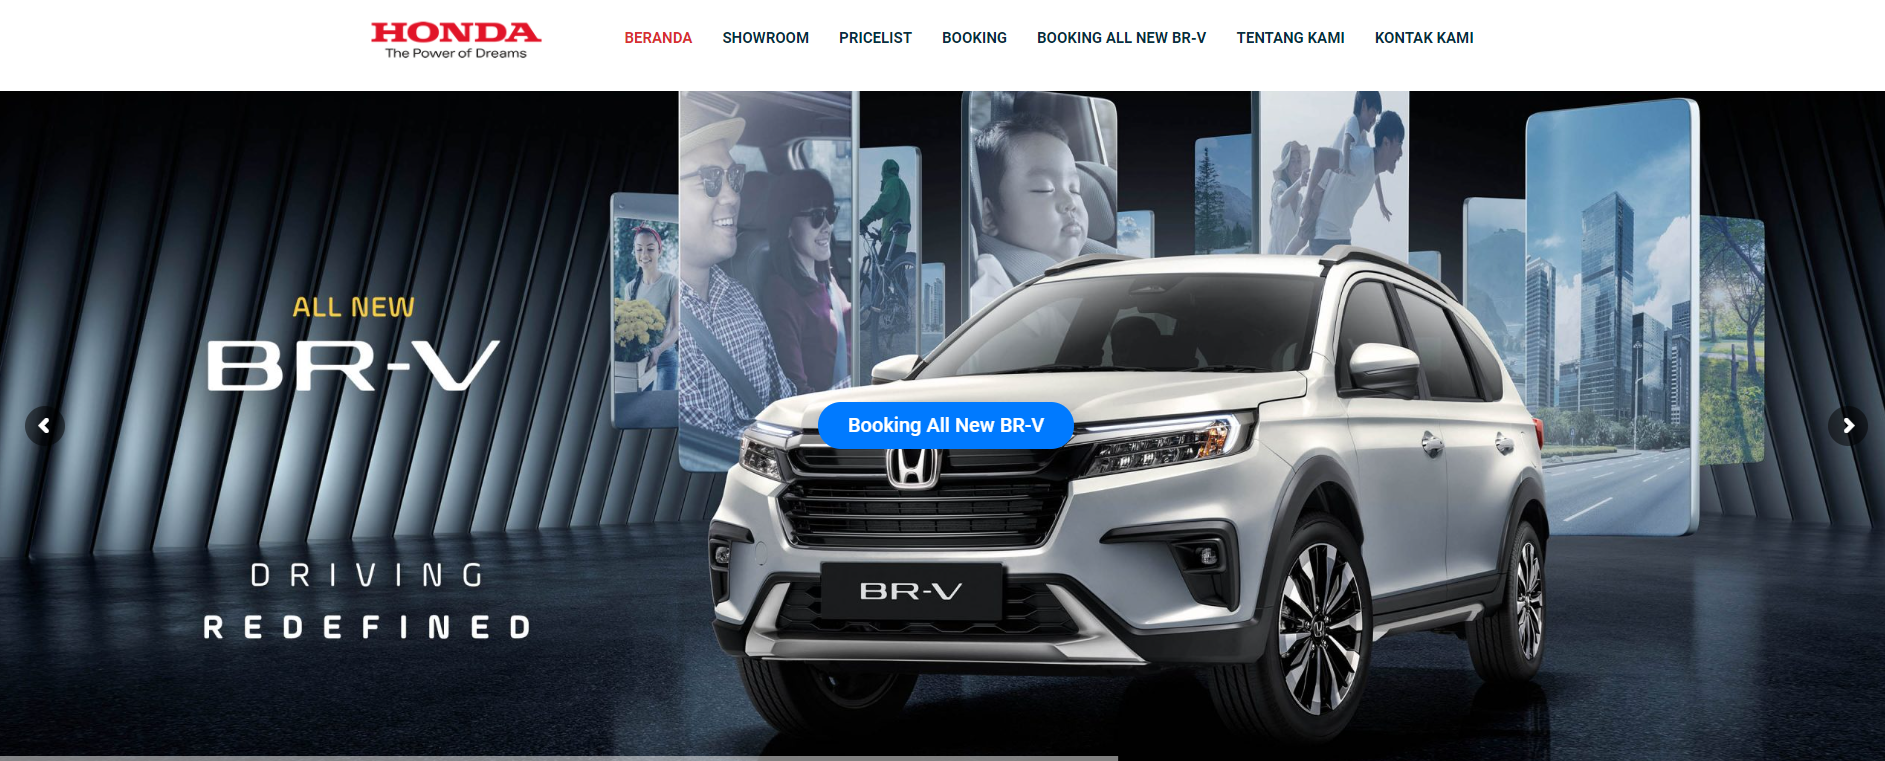 HONDA
The Power of Dreams
BERANDA SHOWROOM PRICELIST BOOKING BOOKING ALL NEW BR-V TENTANG KAMI KONTAK KAMI
ALL NEW
BR-V
Booking All New BR-V
DRIVING
REDEFINED
BR-V